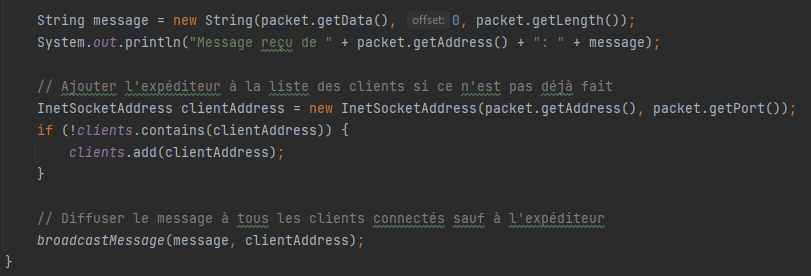 String message = new String(packet.getData(), offset: 0, packet.getLength());
System.out.println("Message reçu de " + packet.getAddress() + ": " + message);
// Ajouter l'expéditeur à la liste des clients si ce n'est pas déjà fait
InetSocketAddress clientAddress = new InetSocketAddress(packet.getAddress(), packet.getPort());
if (!clients.contains(clientAddress)) {
clients.add(clientAddress);
}
// Diffuser le message à tous les clients connectés sauf à l'expéditeur
broadcastMessage(message, clientAddress);
}